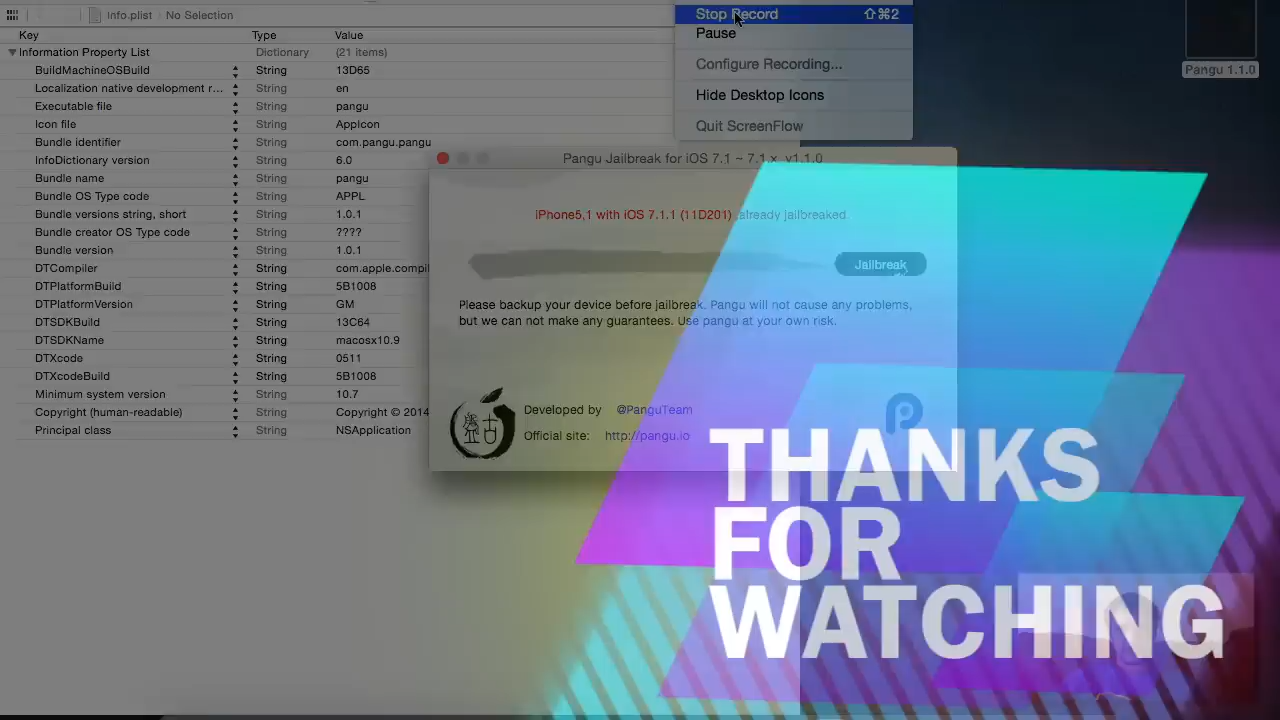 Info.plist 〉 No Selection
Stop Record ⇧⌘2
Pause
Configure Recording...
Hide Desktop Icons
Quit ScreenFlow
Pangu 1.1.0
Key Type Value
Information Property List Dictionary (21 items)
BuildMachineOSBuild String 13D65
Localization native development r... String en
Executable file String pangu
Icon file String AppIcon
Bundle identifier String com.pangu.pangu
InfoDictionary version String 6.0
Bundle name String pangu
Bundle OS Type code String APPL
Bundle versions string, short String 1.0.1
Bundle creator OS Type code String ????
Bundle version String 1.0.1
DTCompiler String com.apple.compil
DTPlatformBuild String 5B1008
DTPlatformVersion String GM
DTSDKBuild String 13C64
DTSDKName String macosx10.9
DTXcode String 0511
DTXcodeBuild String 5B1008
Minimum system version String 10.7
Copyright (human-readable) String Copyright © 2014
Principal class String NSApplication
Pangu Jailbreak for iOS 7.1 ~ 7.1.x v1.1.0
iPhone5,1 with iOS 7.1.1 (11D201) already jailbreaked.
Jailbreak
Please backup your device before jailbreak. Pangu will not cause any problems,
but we can not make any guarantees. Use pangu at your own risk.
Developed by @PanguTeam
Official site: http://pangu.io
THANKS
FOR
WATCHING